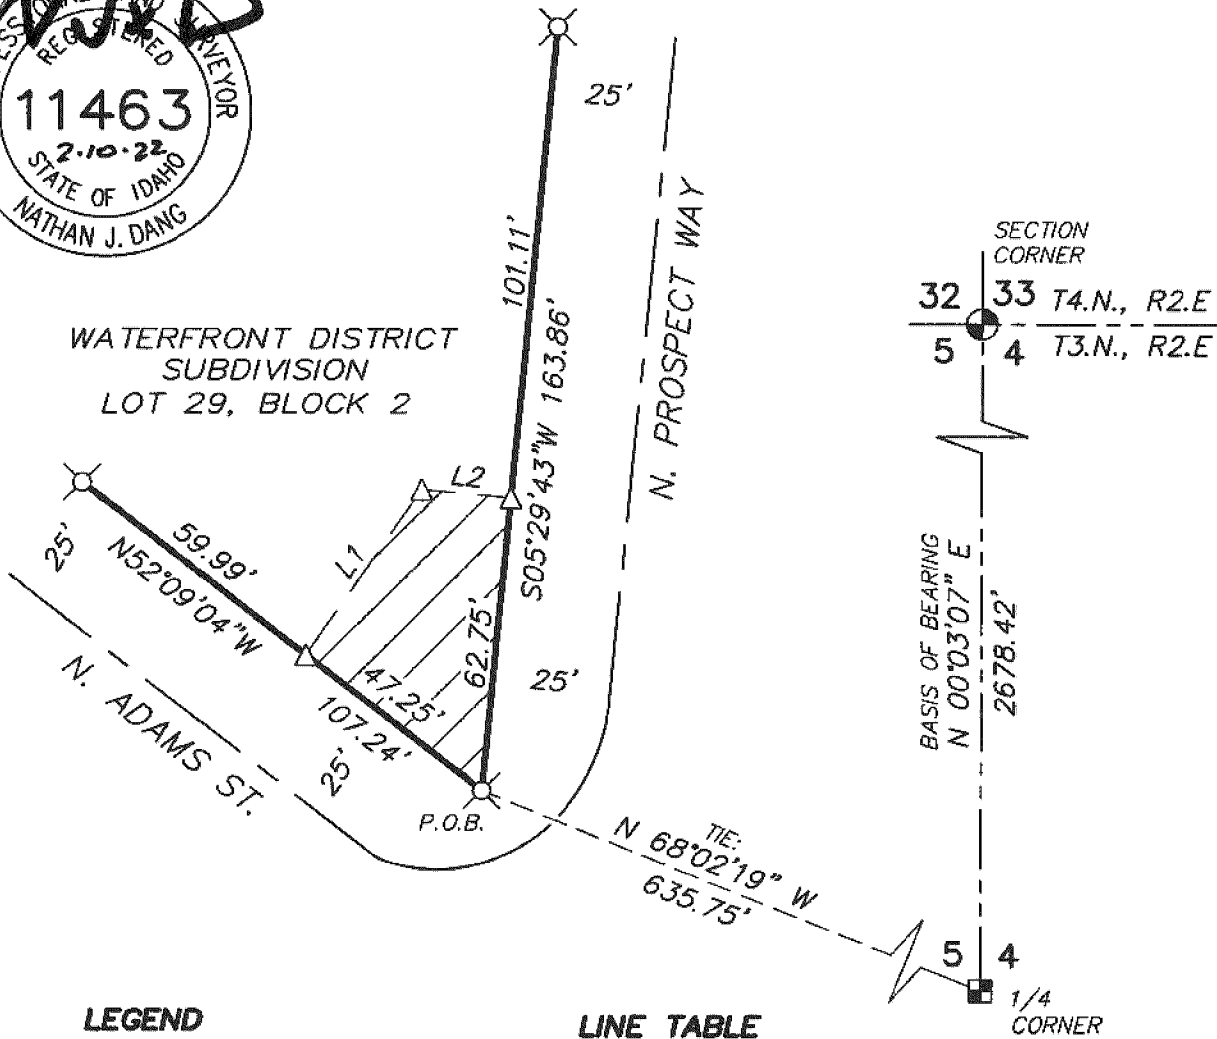 REGISTERED
SURVEYOR
11463
2·10·22
STATE OF IDAHO
NATHAN J. DANG
25'
101.11'
S05°29'43"W 163.86'
N. PROSPECT WAY
SECTION
CORNER
32 33 T4.N., R2.E
5 4 T3.N., R2.E
WATERFRONT DISTRICT
SUBDIVISION
LOT 29, BLOCK 2
L2
L1
59.99'
N52°09'04"W
25'
62.75'
25'
47.25'
107.24'
25'
N. ADAMS ST.
P.O.B.
BASIS OF BEARING
N 00°03'07" E
2678.42'
TIE:
N 68°02'19" W
635.75'
5 4
1/4
CORNER
LEGEND
LINE TABLE